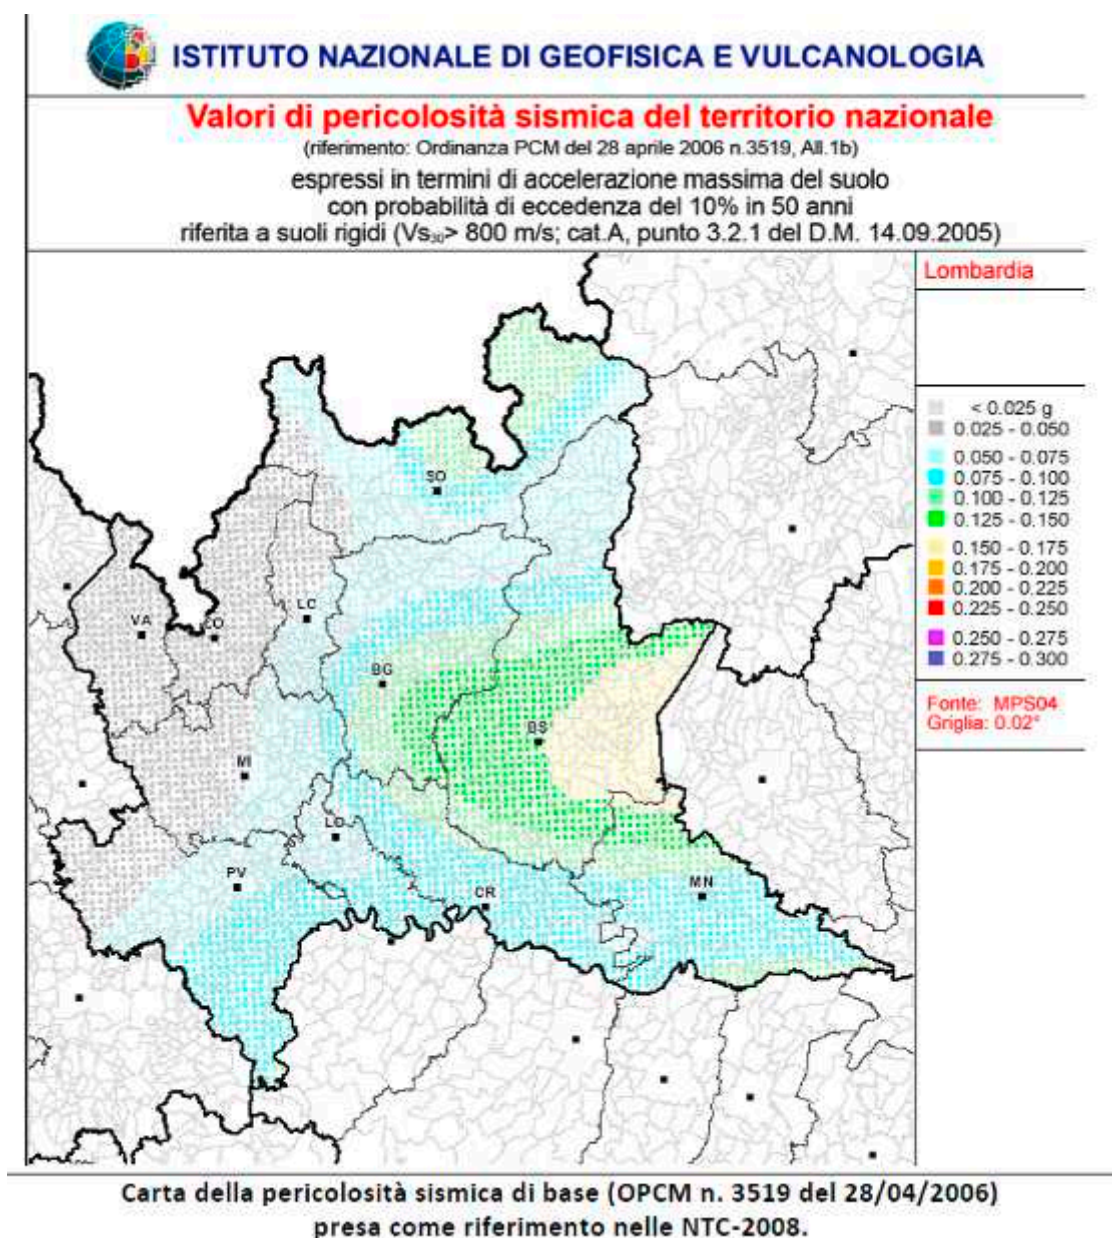 ISTITUTO NAZIONALE DI GEOFISICA E VULCANOLOGIA
Valori di pericolosità sismica del territorio nazionale
(riferimento: Ordinanza PCM del 28 aprile 2006 n.3519, All.1b)
espressi in termini di accelerazione massima del suolo
con probabilità di eccedenza del 10% in 50 anni
riferita a suoli rigidi (Vs₃₀> 800 m/s; cat.A, punto 3.2.1 del D.M. 14.09.2005)
Lombardia
< 0.025 g
0.025 - 0.050
0.050 - 0.075
0.075 - 0.100
0.100 - 0.125
0.125 - 0.150
0.150 - 0.175
0.175 - 0.200
0.200 - 0.225
0.225 - 0.250
0.250 - 0.275
0.275 - 0.300
Fonte: MPS04
Griglia: 0.02°
SO
LC
VA
CO
BG
BS
MI
LO
PV
CR
MN
Carta della pericolosità sismica di base (OPCM n. 3519 del 28/04/2006)
presa come riferimento nelle NTC-2008.